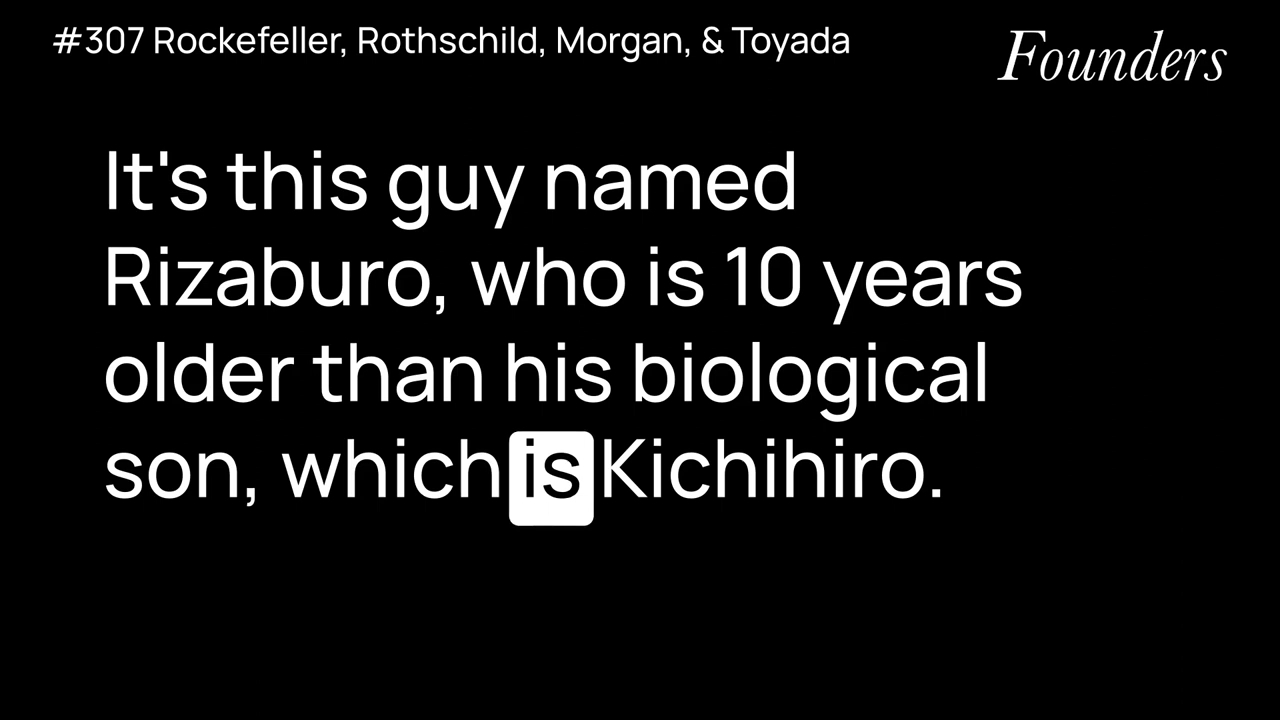 #307 Rockefeller, Rothschild, Morgan, & Toyada
Founders
It's this guy named
Rizaburo, who is 10 years
older than his biological
son, which is Kichihiro.